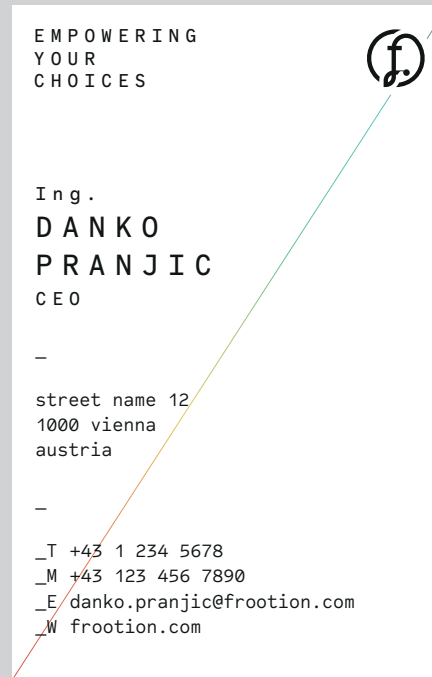 EMPOWERING
YOUR
CHOICES
f.
Ing.
DANKO
PRANJIC
CEO
_
street name 12
1000 vienna
austria
_
_T +43 1 234 5678
_M +43 123 456 7890
_E danko.pranjic@frootion.com
_W frootion.com